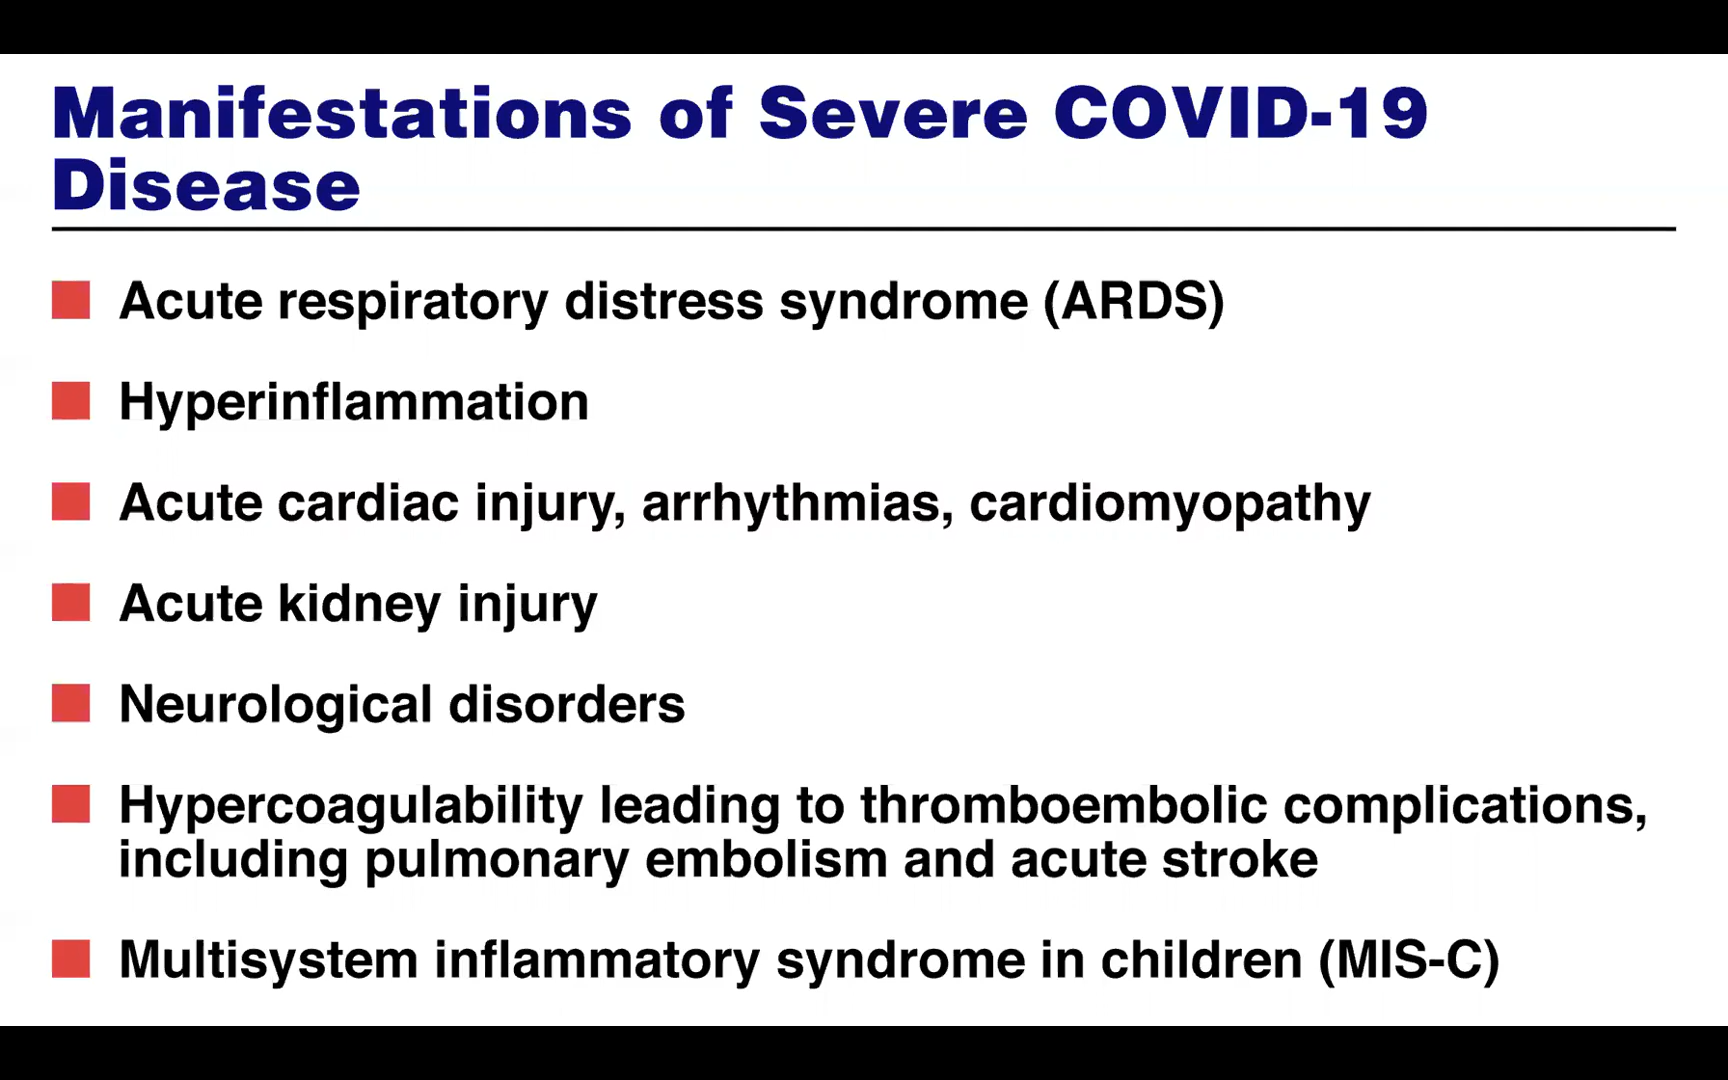 Manifestations of Severe COVID-19
Disease
Acute respiratory distress syndrome (ARDS)
Hyperinflammation
Acute cardiac injury, arrhythmias, cardiomyopathy
Acute kidney injury
Neurological disorders
Hypercoagulability leading to thromboembolic complications,
including pulmonary embolism and acute stroke
Multisystem inflammatory syndrome in children (MIS-C)